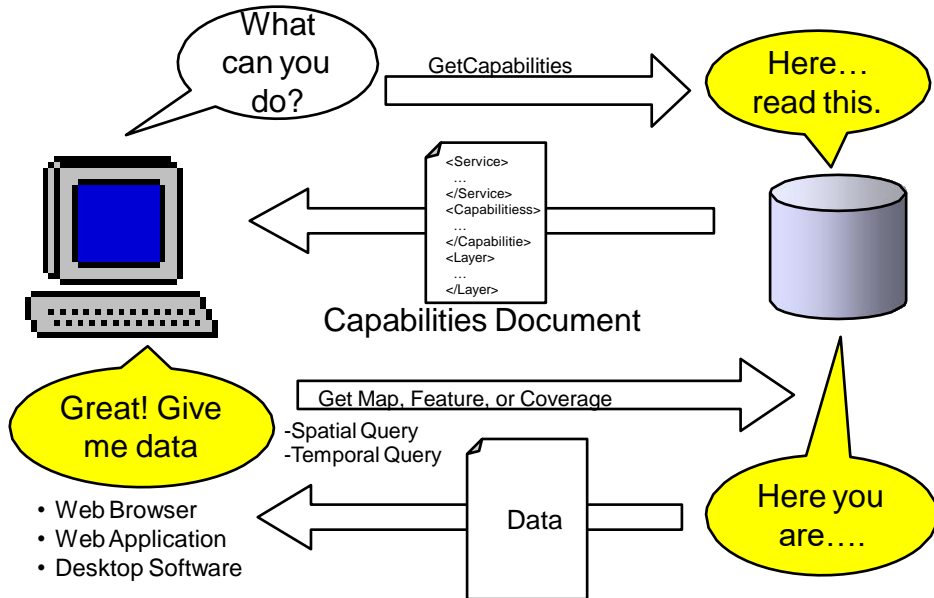 What
can you
do?
GetCapabilities
Here…
read this.
<Service>
…
</Service>
<Capabilitiess>
…
</Capabilitie>
<Layer>
…
</Layer>
Capabilities Document
Great! Give
me data
Get Map, Feature, or Coverage
-Spatial Query
-Temporal Query
Data
Here you
are….
• Web Browser
• Web Application
• Desktop Software